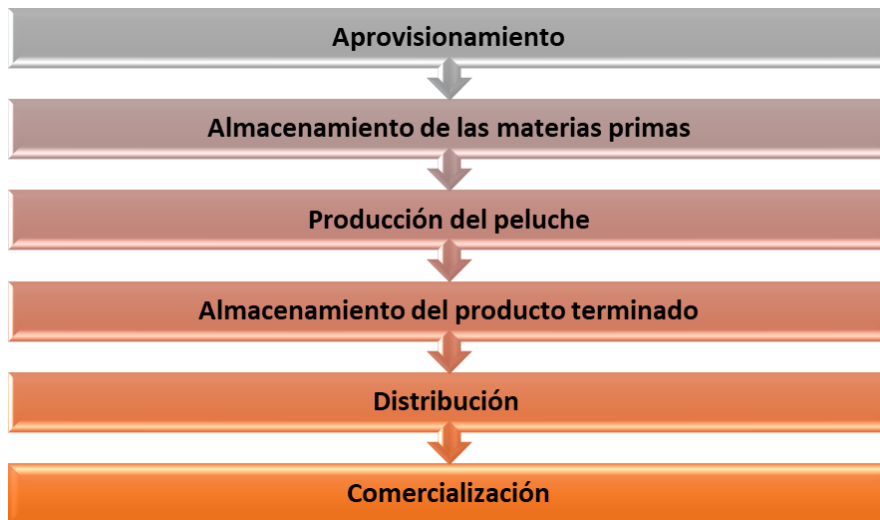 Aprovisionamiento
Almacenamiento de las materias primas
Producción del peluche
Almacenamiento del producto terminado
Distribución
Comercialización